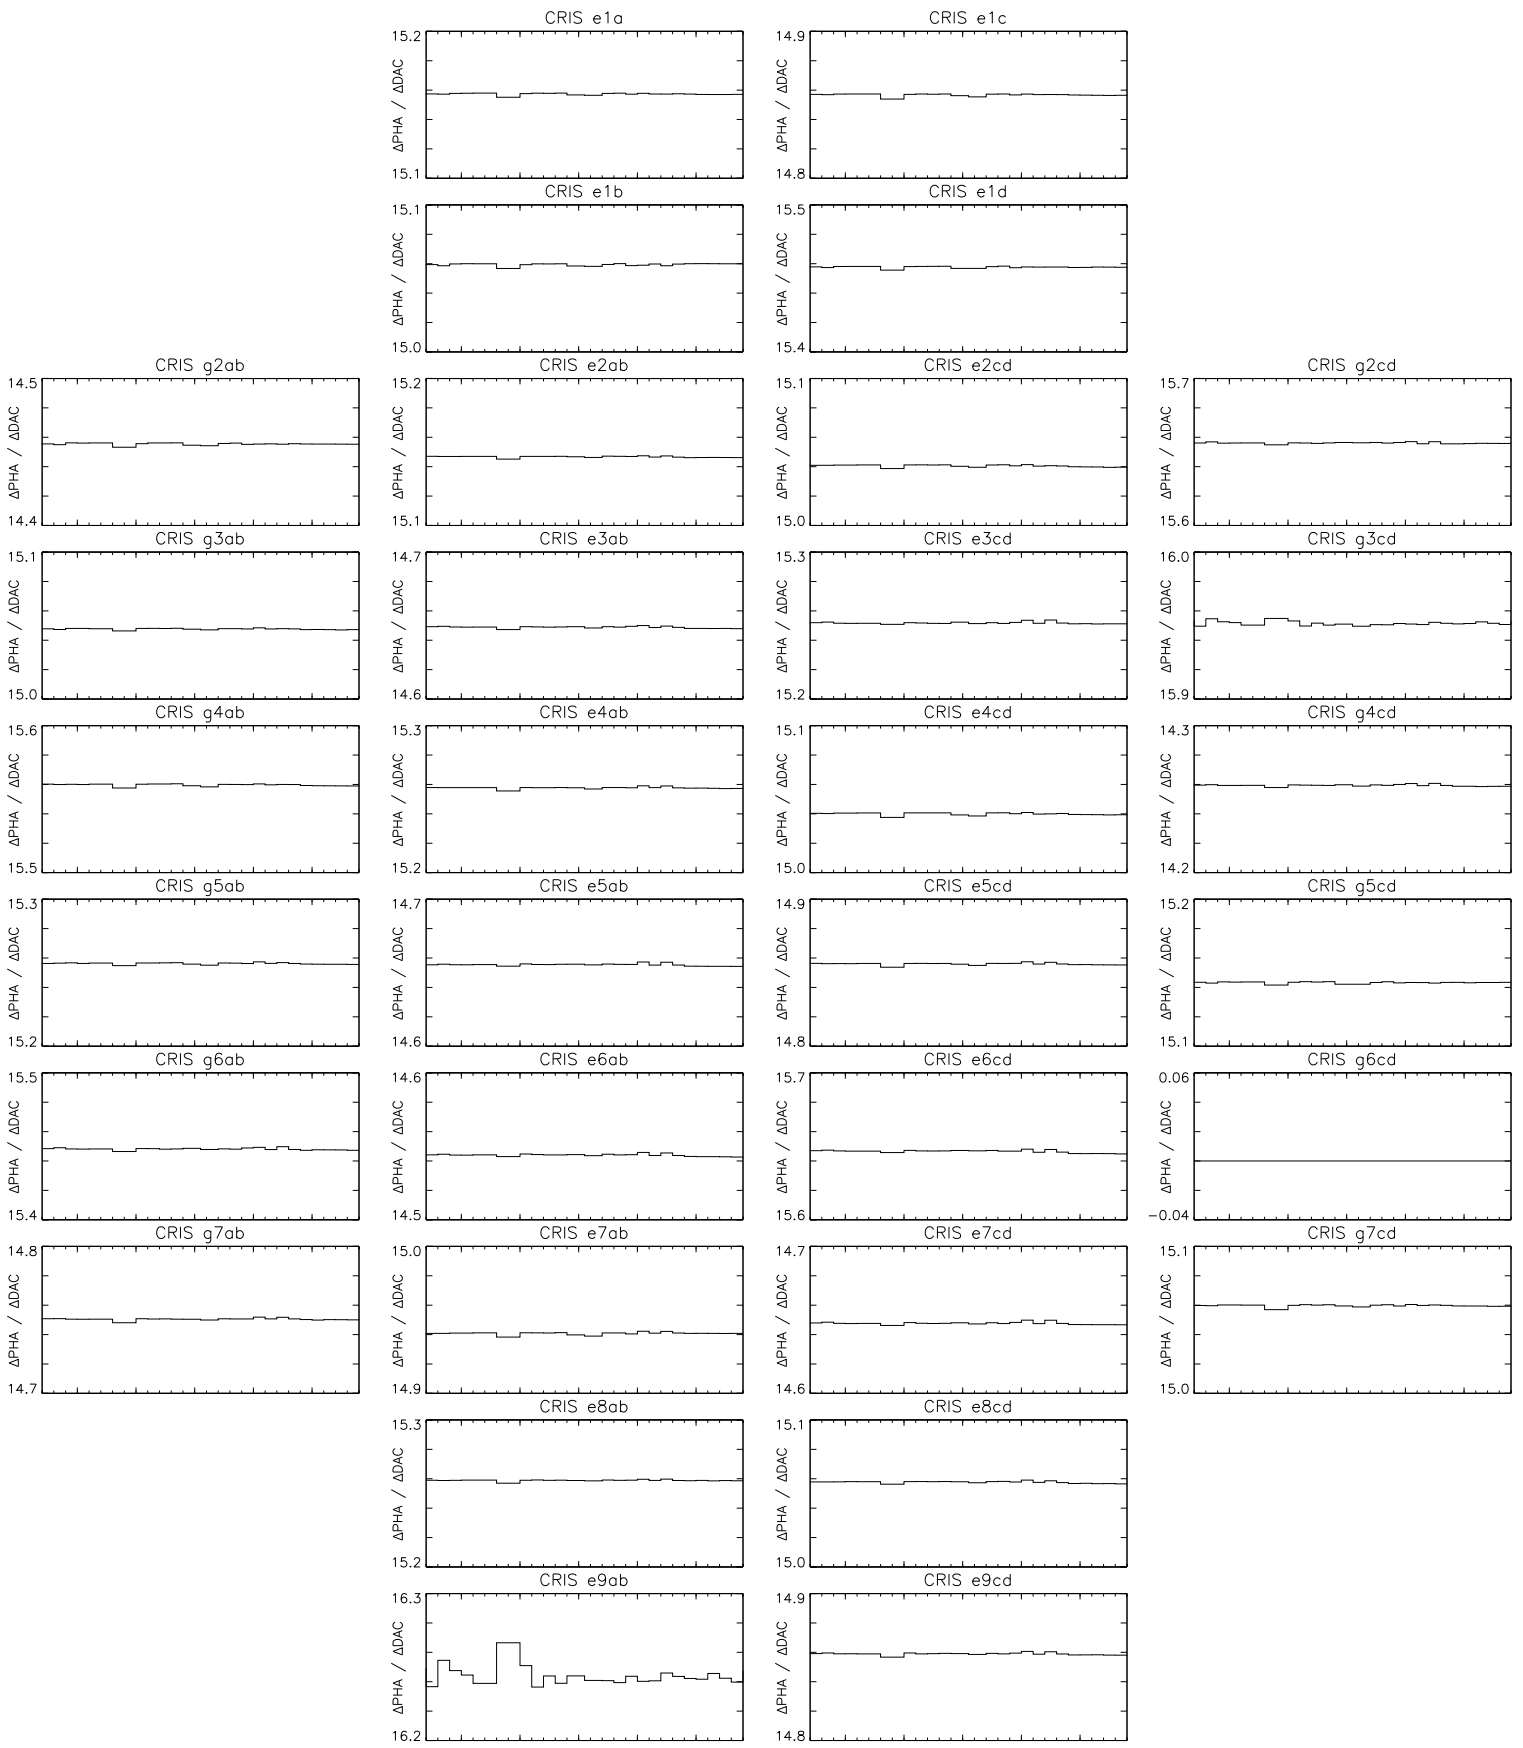 CRIS e1a
15.2
ΔPHA / ΔDAC
15.1
CRIS e1c
14.9
ΔPHA / ΔDAC
14.8
CRIS e1b
15.1
ΔPHA / ΔDAC
15.0
CRIS e1d
15.5
ΔPHA / ΔDAC
15.4
CRIS g2ab
14.5
ΔPHA / ΔDAC
14.4
CRIS e2ab
15.2
ΔPHA / ΔDAC
15.1
CRIS e2cd
15.1
ΔPHA / ΔDAC
15.0
CRIS g2cd
15.7
ΔPHA / ΔDAC
15.6
CRIS g3ab
15.1
ΔPHA / ΔDAC
15.0
CRIS e3ab
14.7
ΔPHA / ΔDAC
14.6
CRIS e3cd
15.3
ΔPHA / ΔDAC
15.2
CRIS g3cd
16.0
ΔPHA / ΔDAC
15.9
CRIS g4ab
15.6
ΔPHA / ΔDAC
15.5
CRIS e4ab
15.3
ΔPHA / ΔDAC
15.2
CRIS e4cd
15.1
ΔPHA / ΔDAC
15.0
CRIS g4cd
14.3
ΔPHA / ΔDAC
14.2
CRIS g5ab
15.3
ΔPHA / ΔDAC
15.2
CRIS e5ab
14.7
ΔPHA / ΔDAC
14.6
CRIS e5cd
14.9
ΔPHA / ΔDAC
14.8
CRIS g5cd
15.2
ΔPHA / ΔDAC
15.1
CRIS g6ab
15.5
ΔPHA / ΔDAC
15.4
CRIS e6ab
14.6
ΔPHA / ΔDAC
14.5
CRIS e6cd
15.7
ΔPHA / ΔDAC
15.6
CRIS g6cd
0.06
ΔPHA / ΔDAC
−0.04
CRIS g7ab
14.8
ΔPHA / ΔDAC
14.7
CRIS e7ab
15.0
ΔPHA / ΔDAC
14.9
CRIS e7cd
14.7
ΔPHA / ΔDAC
14.6
CRIS g7cd
15.1
ΔPHA / ΔDAC
15.0
CRIS e8ab
15.3
ΔPHA / ΔDAC
15.2
CRIS e8cd
15.1
ΔPHA / ΔDAC
15.0
CRIS e9ab
16.3
ΔPHA / ΔDAC
16.2
CRIS e9cd
14.9
ΔPHA / ΔDAC
14.8